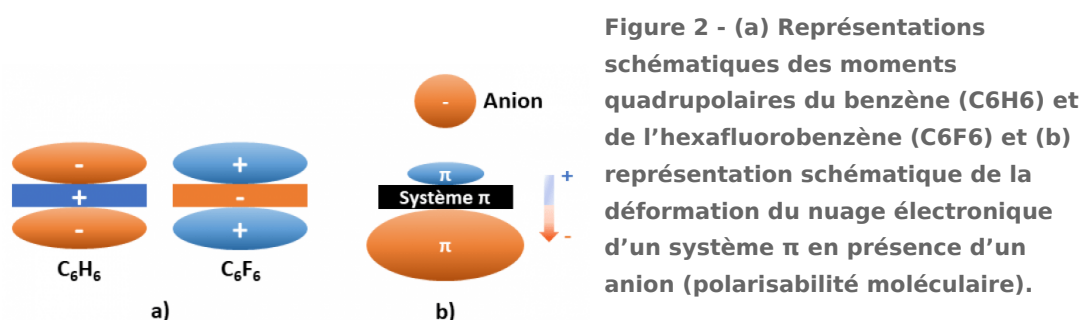 -
Anion
-
+
-
C6H6
+
-
+
C6F6
a)
π
Système π
π
+
-
b)
Figure 2 - (a) Représentations
schématiques des moments
quadrupolaires du benzène (C6H6) et
de l’hexafluorobenzène (C6F6) et (b)
représentation schématique de la
déformation du nuage électronique
d’un système π en présence d’un
anion (polarisabilité moléculaire).